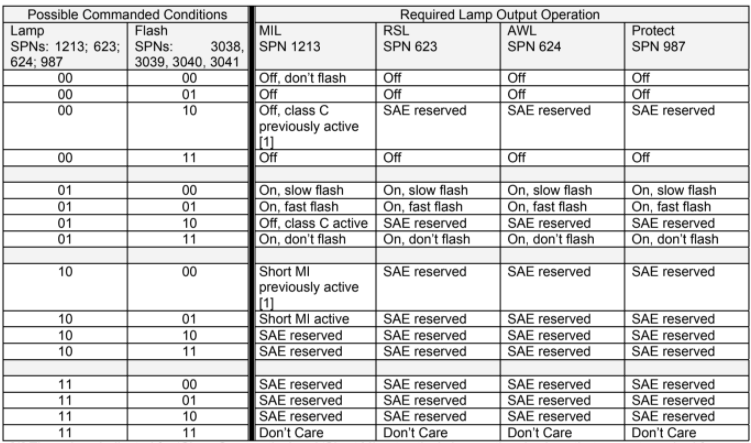 Possible Commanded Conditions Required Lamp Output Operation
Lamp Flash MIL RSL AWL Protect
SPNs: 1213; 623; SPNs: 3038, SPN 1213 SPN 623 SPN 624 SPN 987
624; 987 3039, 3040, 3041
00 00 Off, don't flash Off Off Off
00 01 Off Off Off Off
00 10 Off, class C SAE reserved SAE reserved SAE reserved
previously active
[1]
00 11 Off Off Off Off
01 00 On, slow flash On, slow flash On, slow flash On, slow flash
01 01 On, fast flash On, fast flash On, fast flash On, fast flash
01 10 Off, class C active SAE reserved SAE reserved SAE reserved
01 11 On, don't flash On, don't flash On, don't flash On, don't flash
10 00 Short MI SAE reserved SAE reserved SAE reserved
previously active
[1]
10 01 Short MI active SAE reserved SAE reserved SAE reserved
10 10 SAE reserved SAE reserved SAE reserved SAE reserved
10 11 SAE reserved SAE reserved SAE reserved SAE reserved
11 00 SAE reserved SAE reserved SAE reserved SAE reserved
11 01 SAE reserved SAE reserved SAE reserved SAE reserved
11 10 SAE reserved SAE reserved SAE reserved SAE reserved
11 11 Don't Care Don't Care Don't Care Don't Care